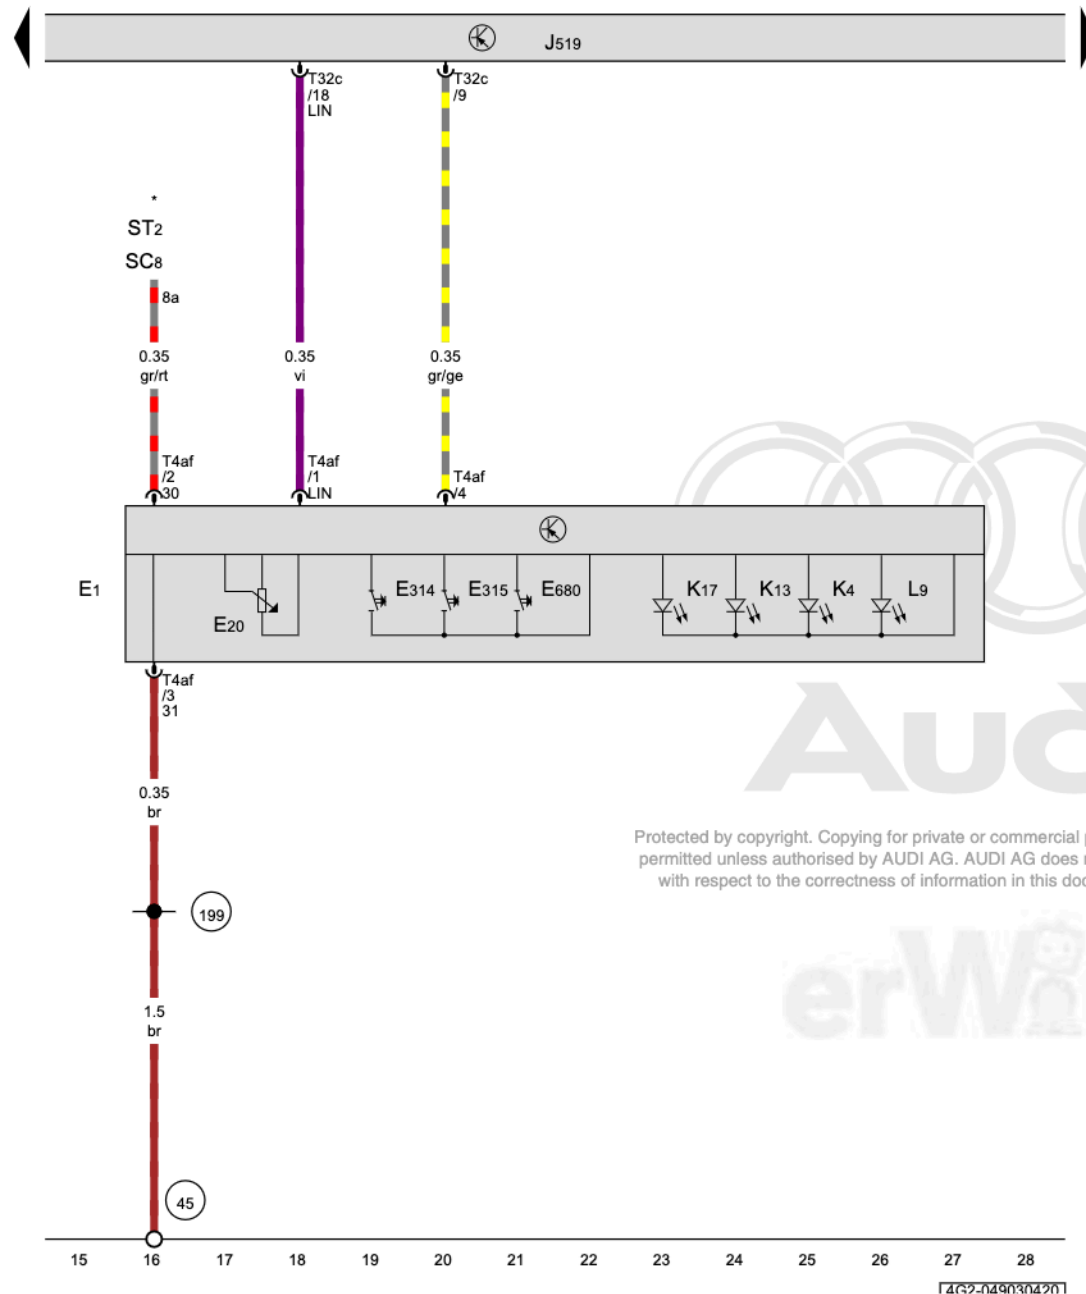 J519
T32c
/18
LIN
T32c
/9
*
ST2
SC8
8a
0.35
gr/rt
0.35
vi
0.35
gr/ge
T4af
/2
30
T4af
/1
LIN
T4af
/4
E1
E20
E314
E315
E680
K17
K13
K4
L9
T4af
/3
31
0.35
br
Audi
Protected by copyright. Copying for private or commercial
permitted unless authorised by AUDI AG. AUDI AG does
with respect to the correctness of information in this
199
erW
1.5
br
45
15 16 17 18 19 20 21 22 23 24 25 26 27 28
4G2-049030420